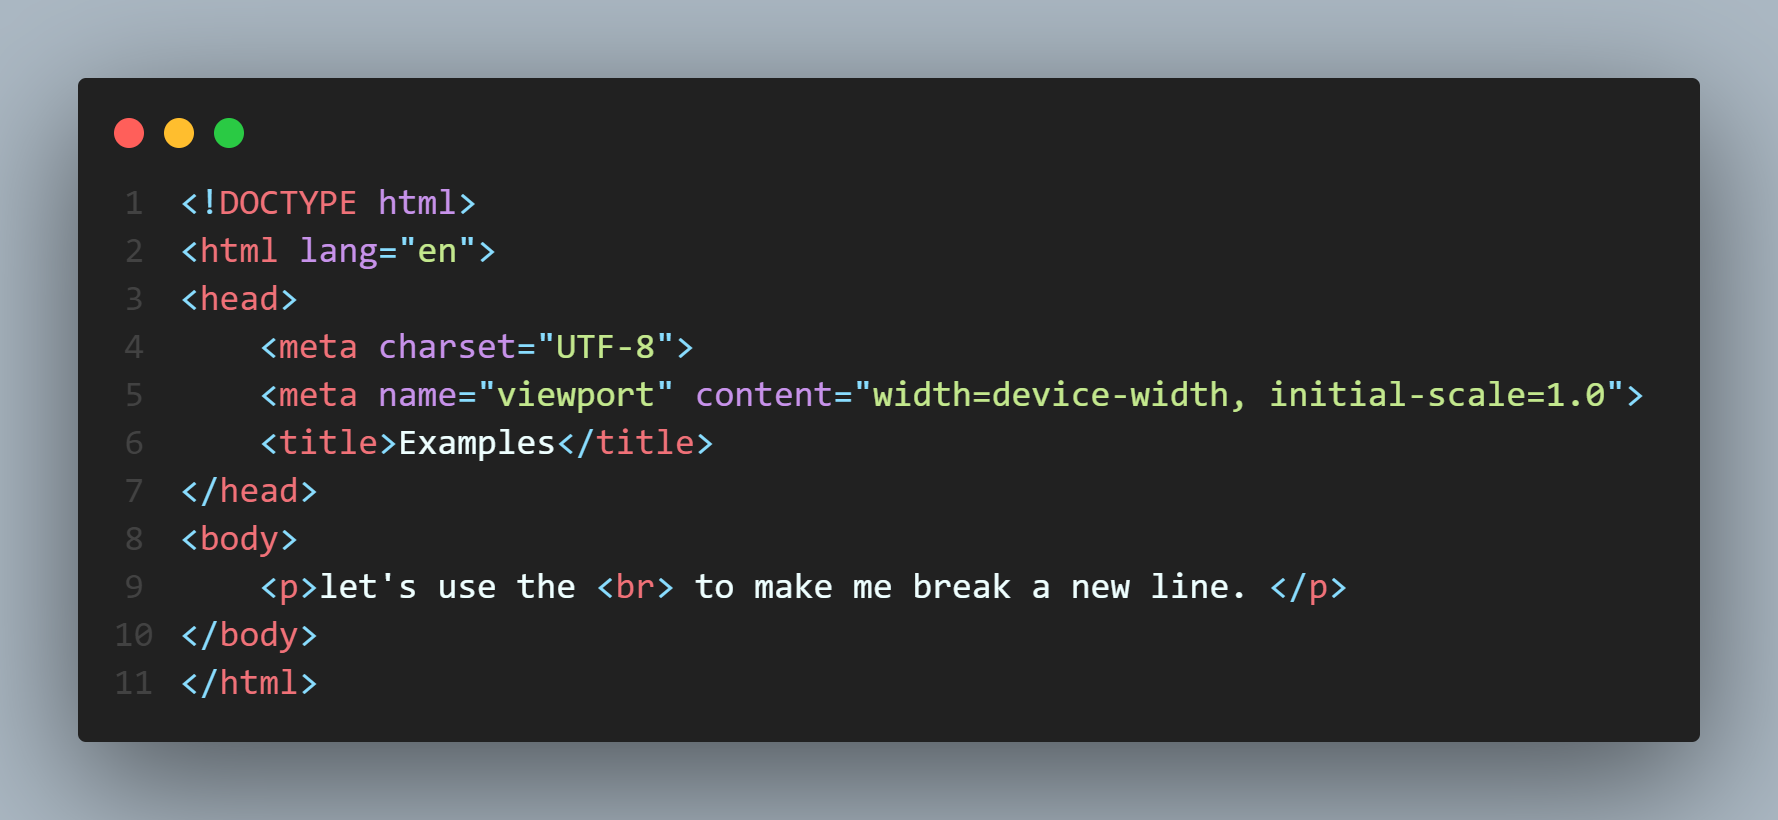 1 <!DOCTYPE html>
2 <html lang="en">
3 <head>
4     <meta charset="UTF-8">
5     <meta name="viewport" content="width=device-width, initial-scale=1.0">
6     <title>Examples</title>
7 </head>
8 <body>
9     <p>let's use the <br> to make me break a new line. </p>
10 </body>
11 </html>